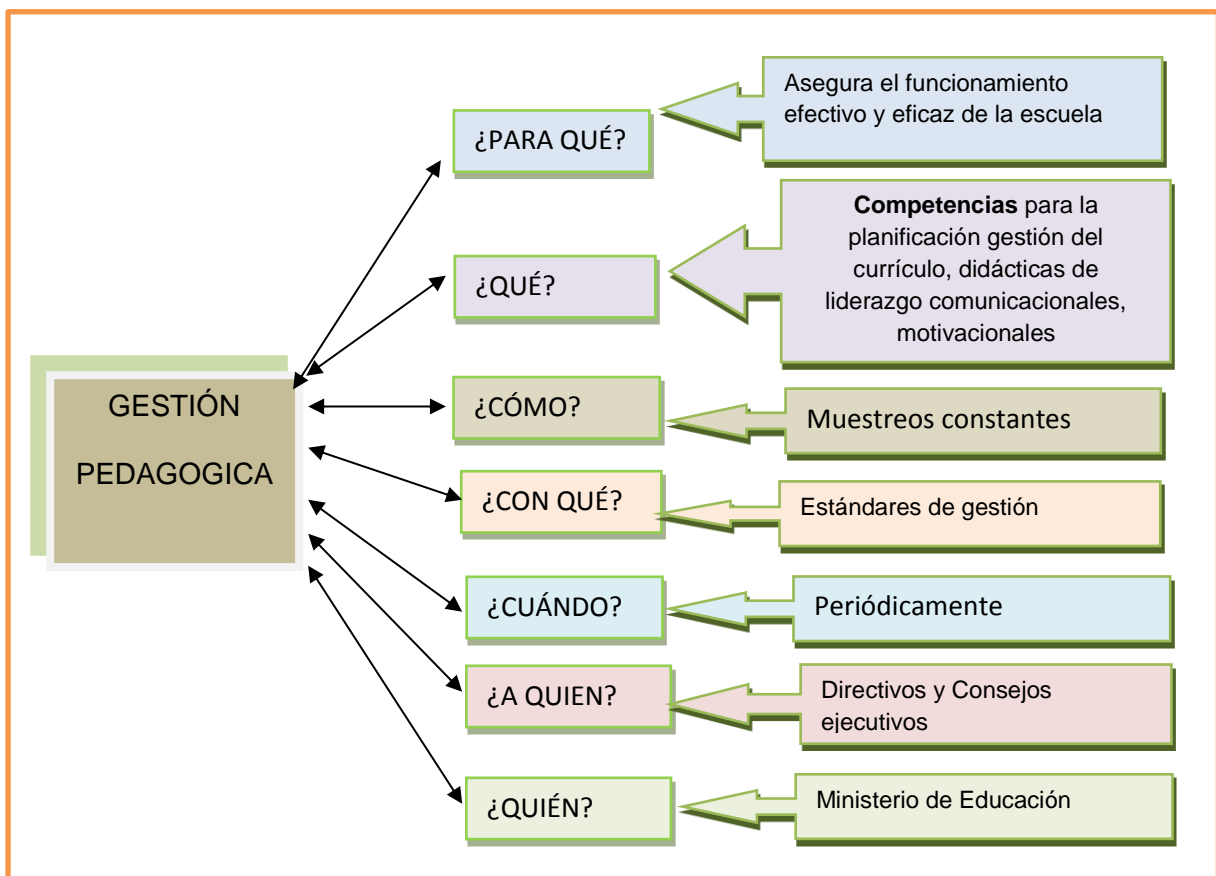 ¿PARA QUÉ?
Asegura el funcionamiento
efectivo y eficaz de la escuela
¿QUÉ?
Competencias para la
planificación gestión del
currículo, didácticas de
liderazgo comunicacionales,
motivacionales
GESTIÓN
PEDAGOGICA
¿CÓMO?
Muestreos constantes
¿CON QUÉ?
Estándares de gestión
¿CUÁNDO?
Periódicamente
¿A QUIEN?
Directivos y Consejos
ejecutivos
¿QUIÉN?
Ministerio de Educación